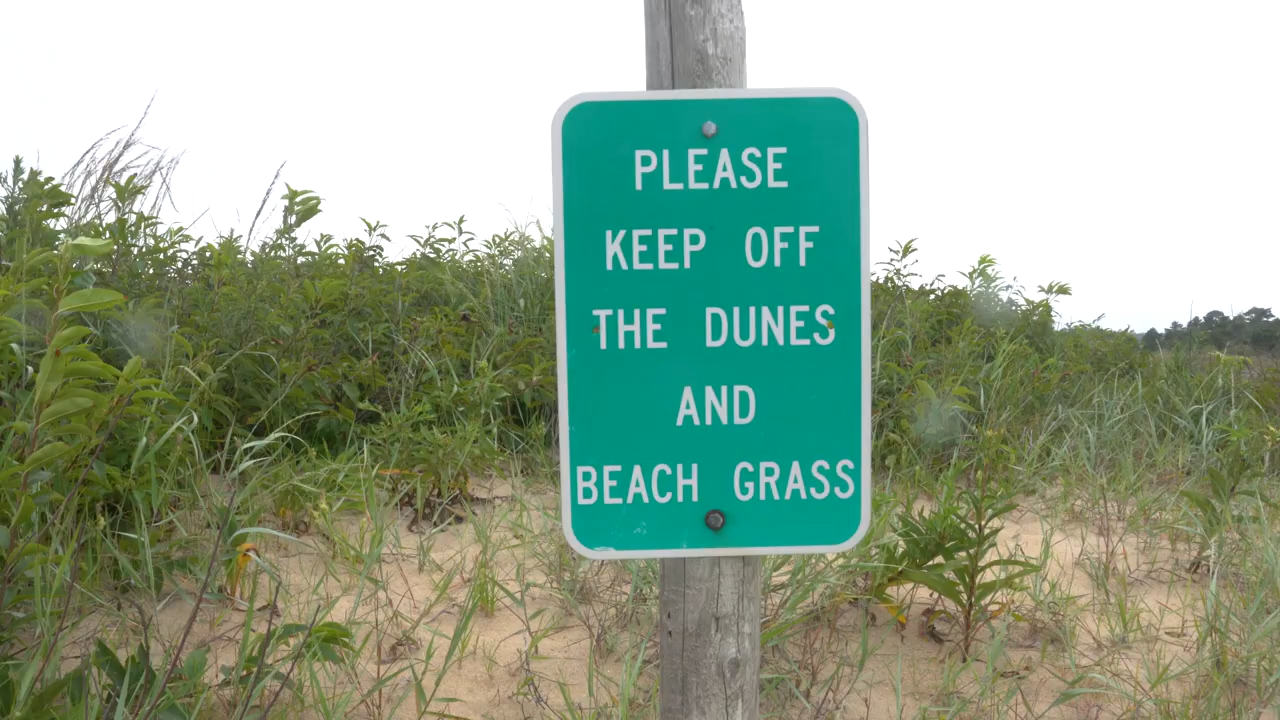 PLEASE
KEEP OFF
THE DUNES
AND
BEACH GRASS